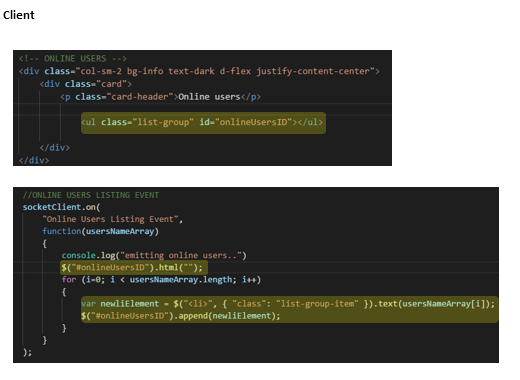 Client
<!-- ONLINE USERS -->
<div class="col-sm-2 bg-info text-dark d-flex justify-content-center">
<div class="card">
<p class="card-header">Online users</p>
<ul class="list-group" id="onlineUsersID"></ul>
</div>
</div>
//ONLINE USERS LISTING EVENT
socketClient.on(
"Online Users Listing Event",
function(usersNameArray)
{
console.log("emitting online users..")
$("#onlineUsersID").html("");
for (i=0; i < usersNameArray.length; i++)
{
var newliElement = $("<li>", { "class": "list-group-item" }).text(usersNameArray[i]);
$("#onlineUsersID").append(newliElement);
}
}
);